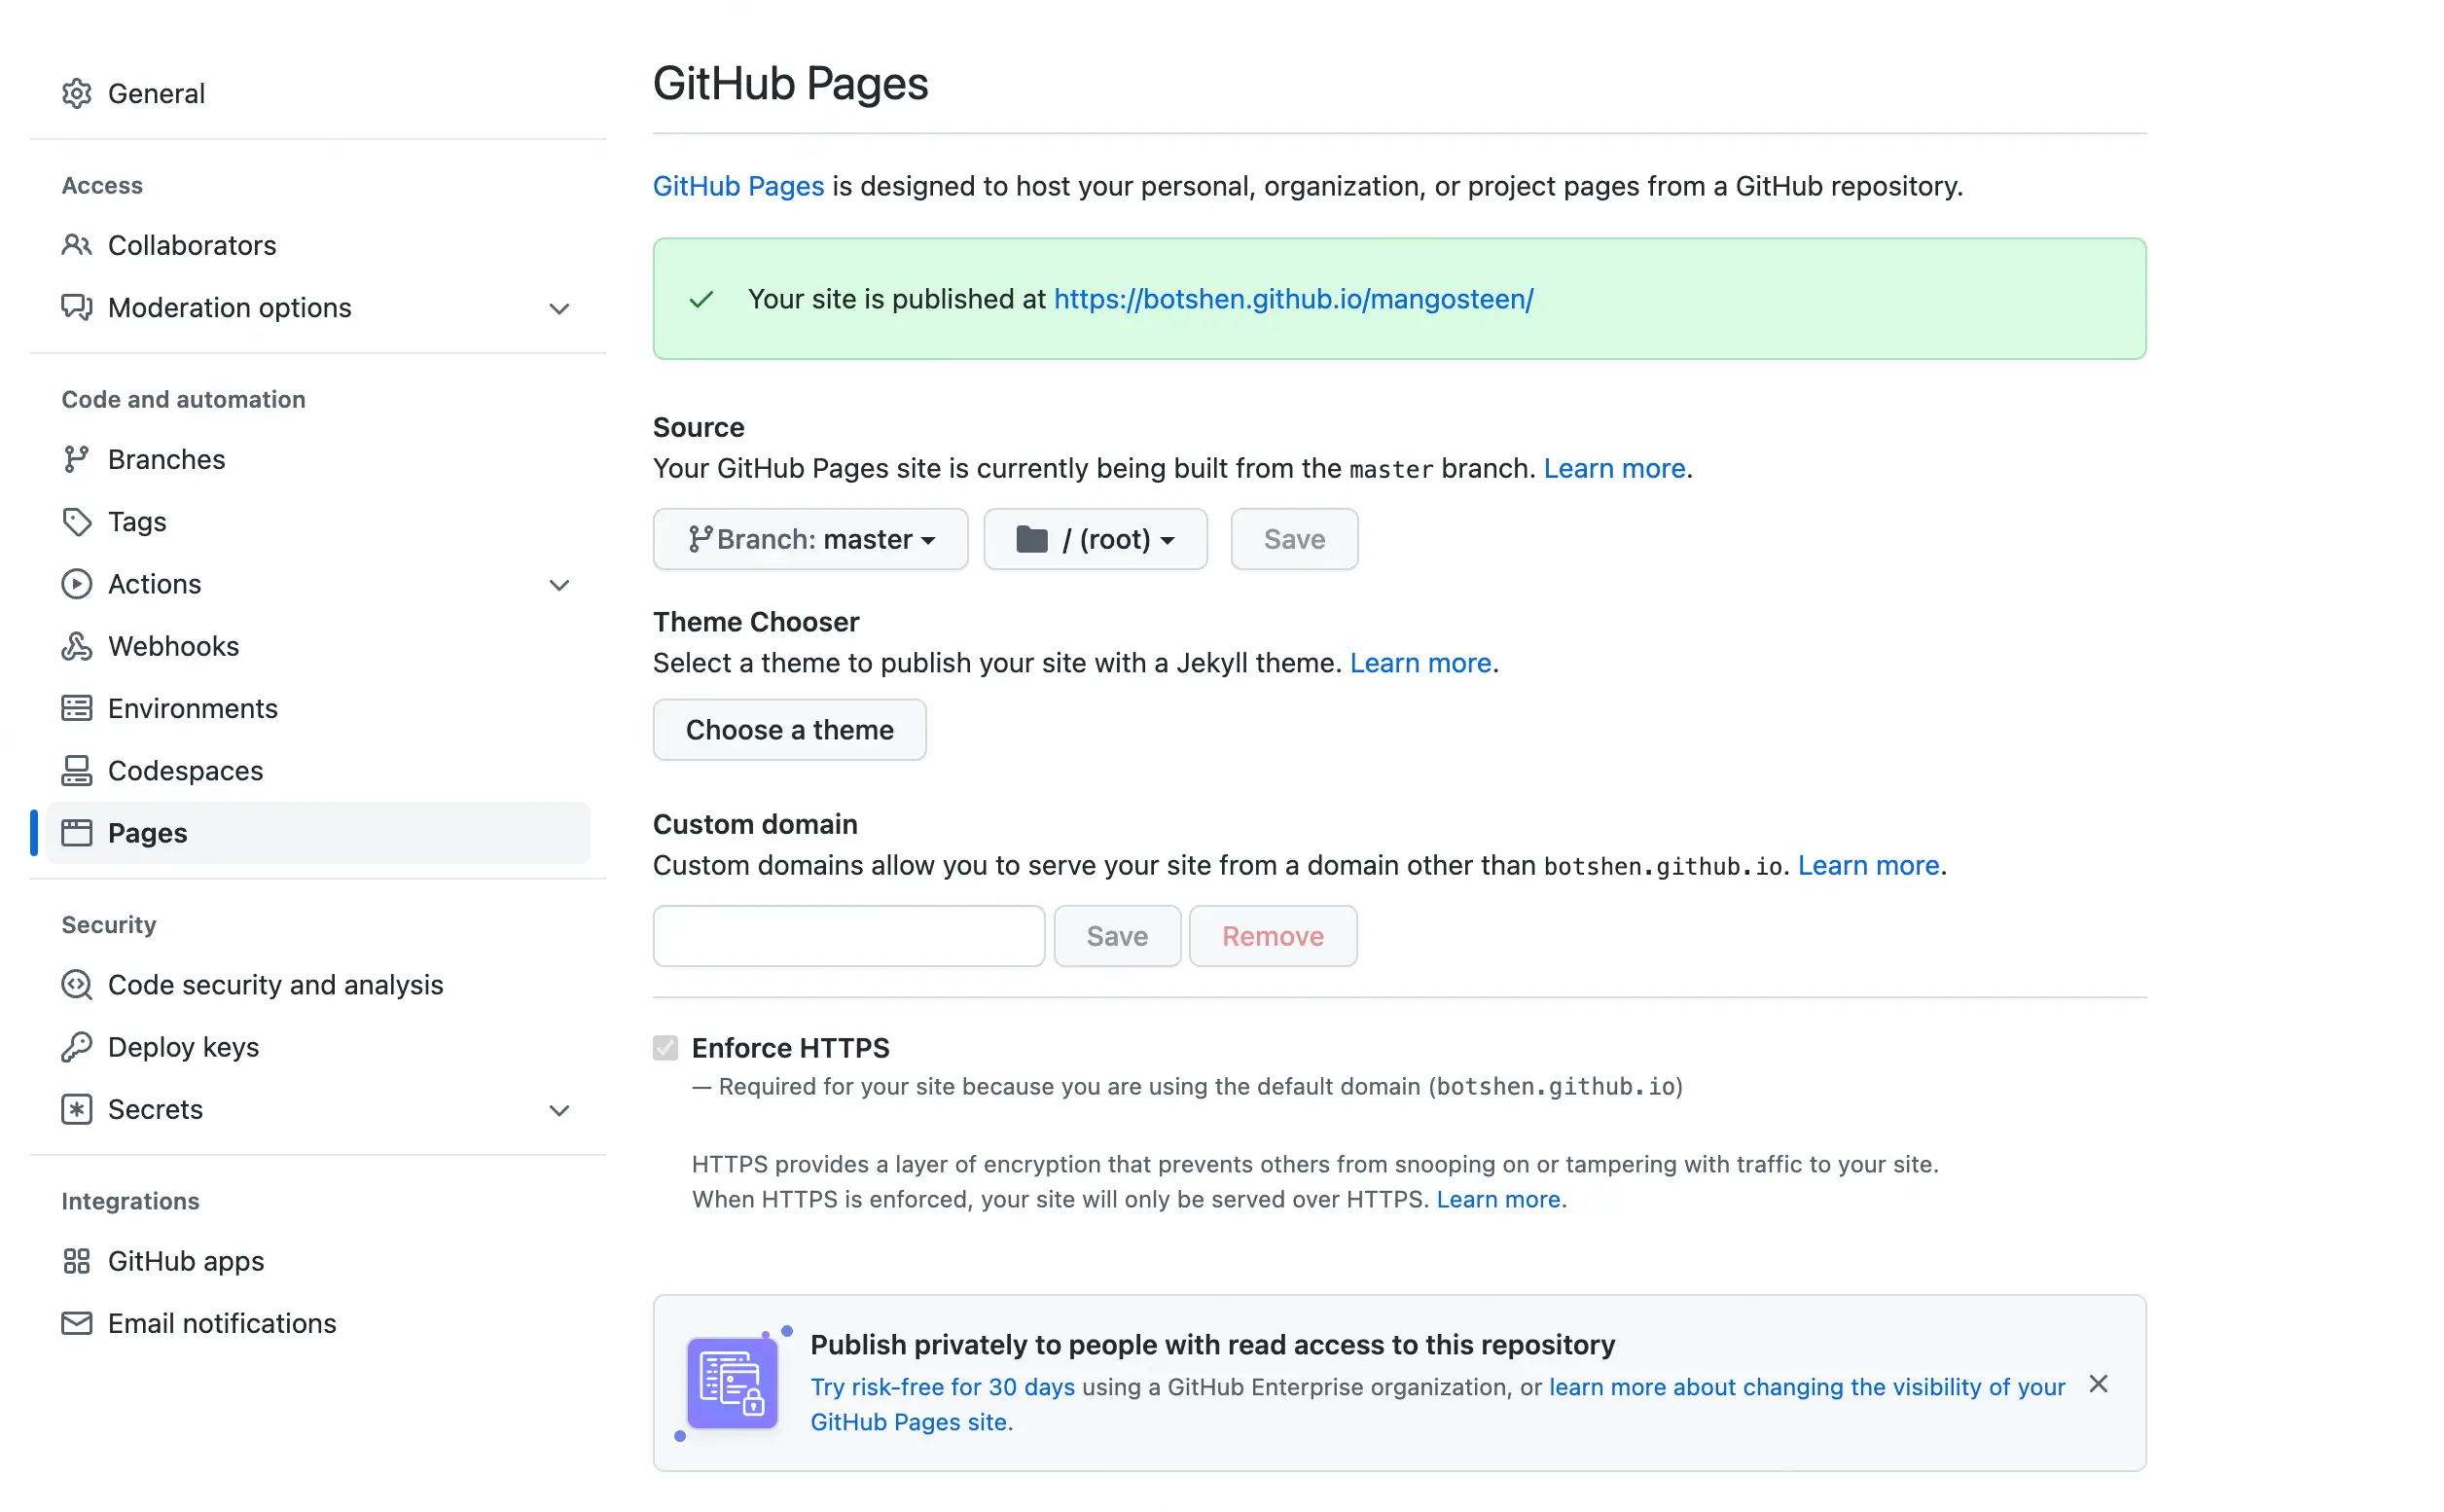 General
Access
Collaborators
Moderation options
Code and automation
Branches
Tags
Actions
Webhooks
Environments
Codespaces
Pages
Security
Code security and analysis
Deploy keys
Secrets
Integrations
GitHub apps
Email notifications
GitHub Pages
GitHub Pages is designed to host your personal, organization, or project pages from a GitHub repository.
Your site is published at https://botshen.github.io/mangosteen/
Source
Your GitHub Pages site is currently being built from the master branch. Learn more.
Branch: master
/ (root)
Save
Theme Chooser
Select a theme to publish your site with a Jekyll theme. Learn more.
Choose a theme
Custom domain
Custom domains allow you to serve your site from a domain other than botshen.github.io. Learn more.
Save
Remove
Enforce HTTPS
— Required for your site because you are using the default domain (botshen.github.io)
HTTPS provides a layer of encryption that prevents others from snooping on or tampering with traffic to your site.
When HTTPS is enforced, your site will only be served over HTTPS. Learn more.
Publish privately to people with read access to this repository
Try risk-free for 30 days using a GitHub Enterprise organization, or learn more about changing the visibility of your
GitHub Pages site.